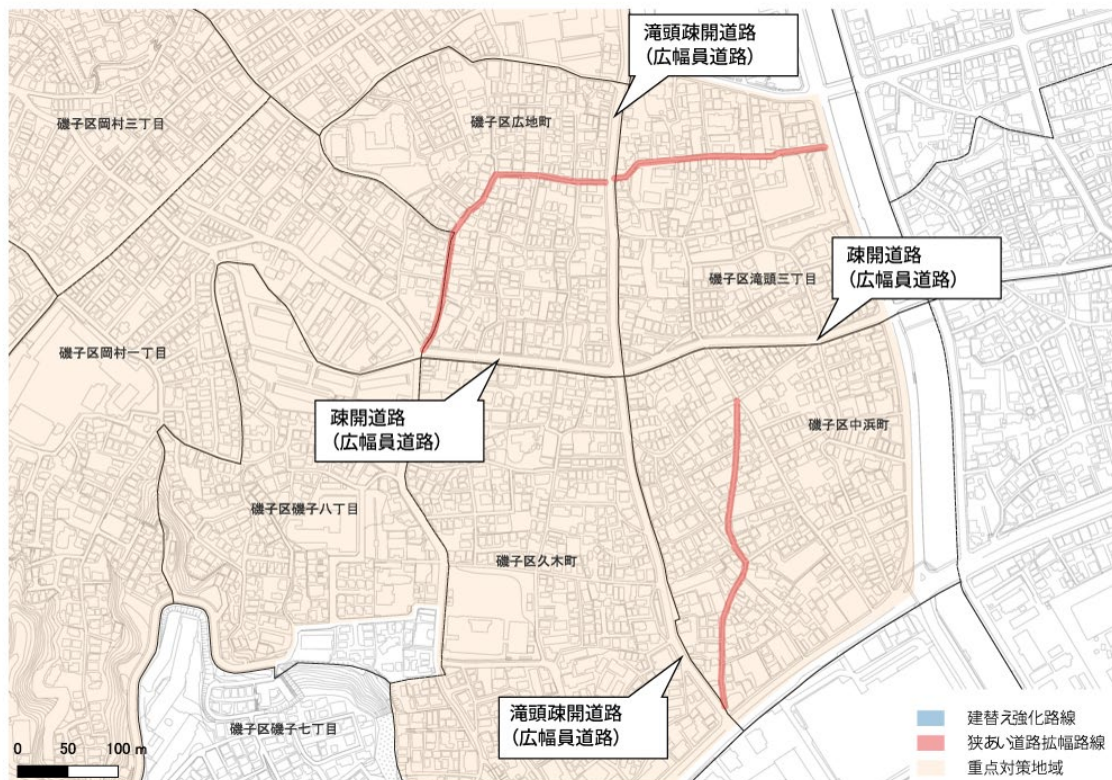 滝頭疎開道路
(広幅員道路)
磯子区岡村三丁目
磯子区広地町
疎開道路
(広幅員道路)
磯子区滝頭三丁目
磯子区岡村一丁目
疎開道路
(広幅員道路)
磯子区中浜町
磯子区磯子八丁目
磯子区久木町
滝頭疎開道路
(広幅員道路)
磯子区磯子七丁目
0 50 100 m
建替え強化路線
狭あい道路拡幅路線
重点対策地域